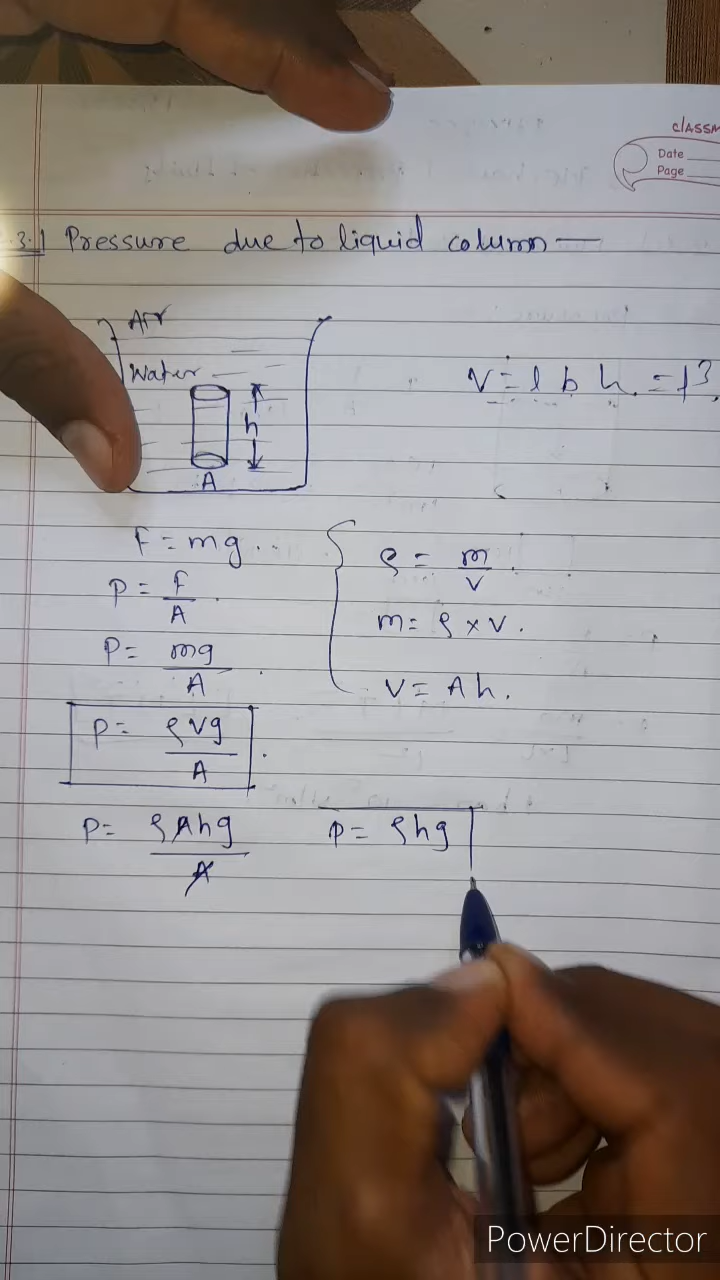 3.1 Pressure due to liquid column —
classm
Date
Page
Air
Water
h
A
V = l b h. = l³.
F = mg.
P = F/A.
P = mg/A.
P = ρVg/A.
P = ρAhg/A
P = ρhg
ρ = m/V.
m = ρ × V.
V = Ah.
PowerDirector